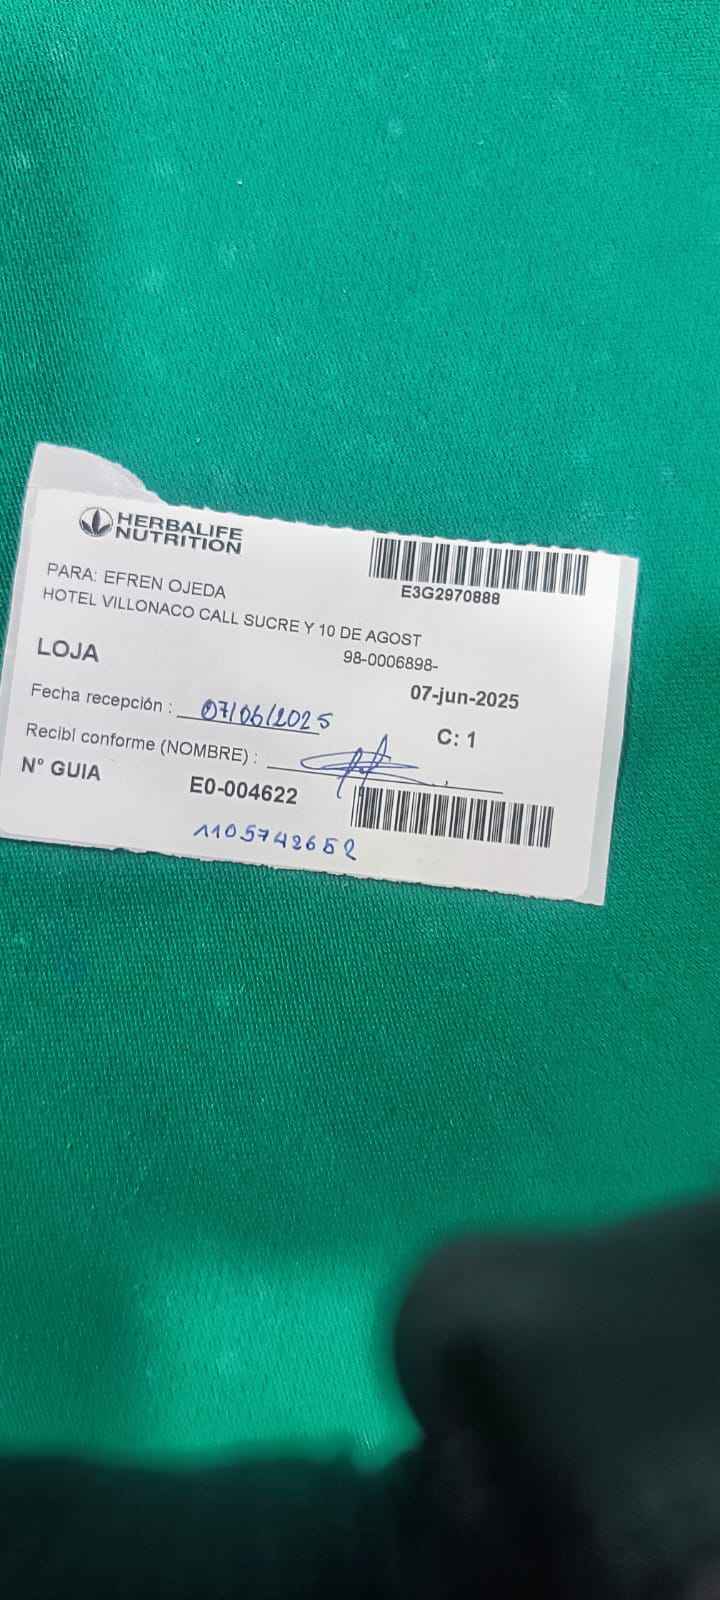 HERBALIFE
NUTRITION
E3G2970888
PARA: EFREN OJEDA
HOTEL VILLONACO CALL SUCRE Y 10 DE AGOST
98-0006898-
LOJA
07-jun-2025
Fecha recepción : 07/06/2025
C: 1
Recibl conforme (NOMBRE) :
N° GUIA
E0-004622
1105742652